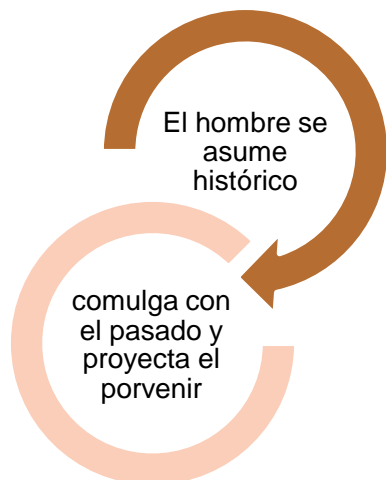 El hombre se
asume
histórico
comulga con
el pasado y
proyecta el
porvenir